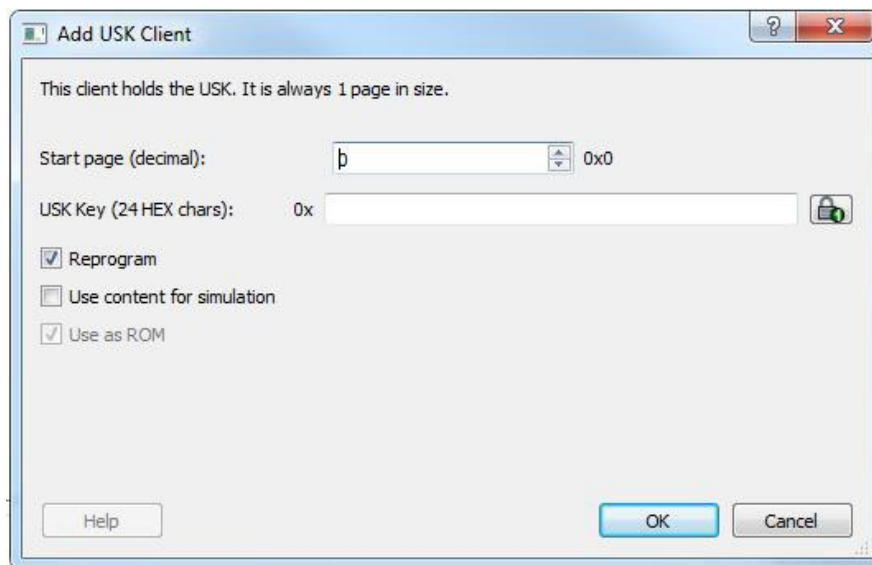 Add USK Client
This client holds the USK. It is always 1 page in size.
Start page (decimal): 0 0x0
USK Key (24 HEX chars): 0x
Reprogram
Use content for simulation
Use as ROM
Help OK Cancel